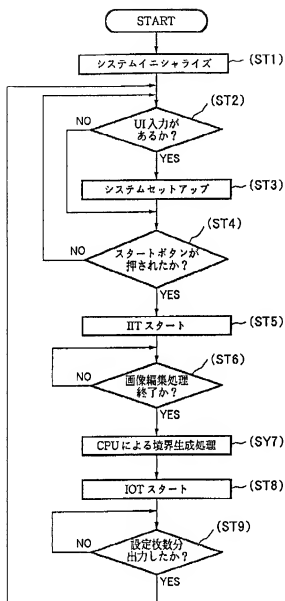 START
システムイニシャライズ
(ST1)
(ST2)
UI入力が
あるか?
NO
YES
システムセットアップ
(ST3)
(ST4)
スタートボタンが
押されたか?
NO
YES
IITスタート
(ST5)
(ST6)
画像編集処理
終了か?
NO
YES
CPUによる境界生成処理
(SY7)
IOTスタート
(ST8)
(ST9)
設定枚数分
出力したか?
NO
YES